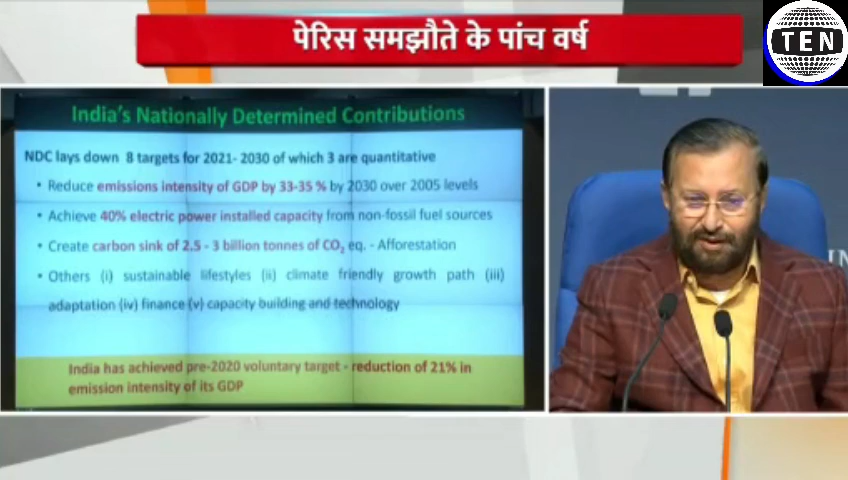 पेरिस समझौते के पांच वर्ष
TEN
India's Nationally Determined Contributions
NDC lays down 8 targets for 2021- 2030 of which 3 are quantitative
• Reduce emissions intensity of GDP by 33-35 % by 2030 over 2005 levels
• Achieve 40% electric power installed capacity from non-fossil fuel sources
• Create carbon sink of 2.5 - 3 billion tonnes of CO₂ eq. - Afforestation
• Others (i) sustainable lifestyles (ii) climate friendly growth path (iii)
adaptation (iv) finance (v) capacity building and technology
India has achieved pre-2020 voluntary target - reduction of 21% in
emission intensity of its GDP